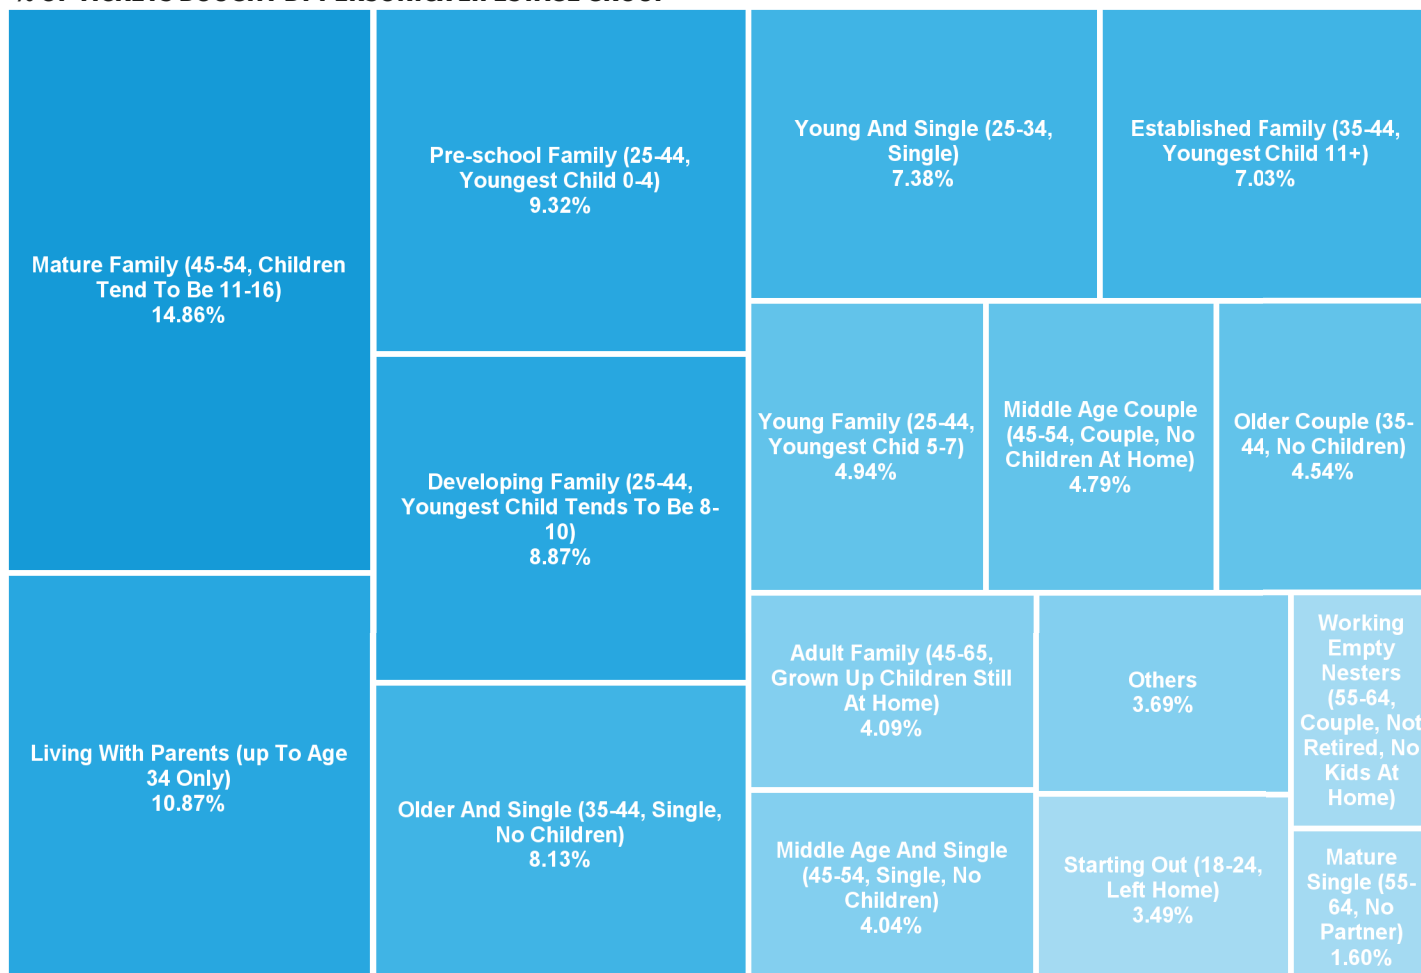 Mature Family (45-54, Children
Tend To Be 11-16)
14.86%
Living With Parents (up To Age
34 Only)
10.87%
Pre-school Family (25-44,
Youngest Child 0-4)
9.32%
Developing Family (25-44,
Youngest Child Tends To Be 8-
10)
8.87%
Older And Single (35-44, Single,
No Children)
8.13%
Young And Single (25-34,
Single)
7.38%
Established Family (35-44,
Youngest Child 11+)
7.03%
Young Family (25-44,
Youngest Chid 5-7)
4.94%
Middle Age Couple
(45-54, Couple, No
Children At Home)
4.79%
Older Couple (35-
44, No Children)
4.54%
Adult Family (45-65,
Grown Up Children Still
At Home)
4.09%
Middle Age And Single
(45-54, Single, No
Children)
4.04%
Others
3.69%
Starting Out (18-24,
Left Home)
3.49%
Working
Empty
Nesters
(55-64,
Couple, Not
Retired, No
Kids At
Home)
Mature
Single (55-
64, No
Partner)
1.60%